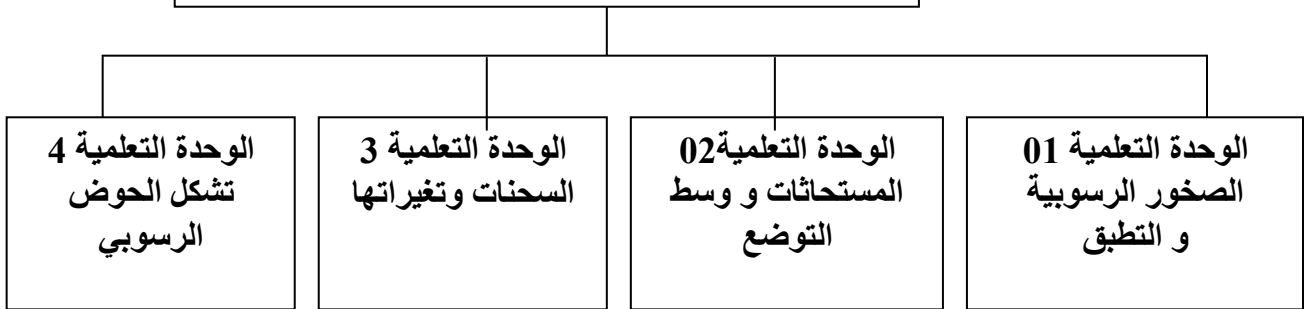 الوحدة التعلمية 01
الصخور الرسوبية
و التطبق
الوحدة التعلمية02
المستحاثات و وسط
التوضع
الوحدة التعلمية 3
السحنات وتغيراتها
الوحدة التعلمية 4
تشكل الحوض
الرسوبي